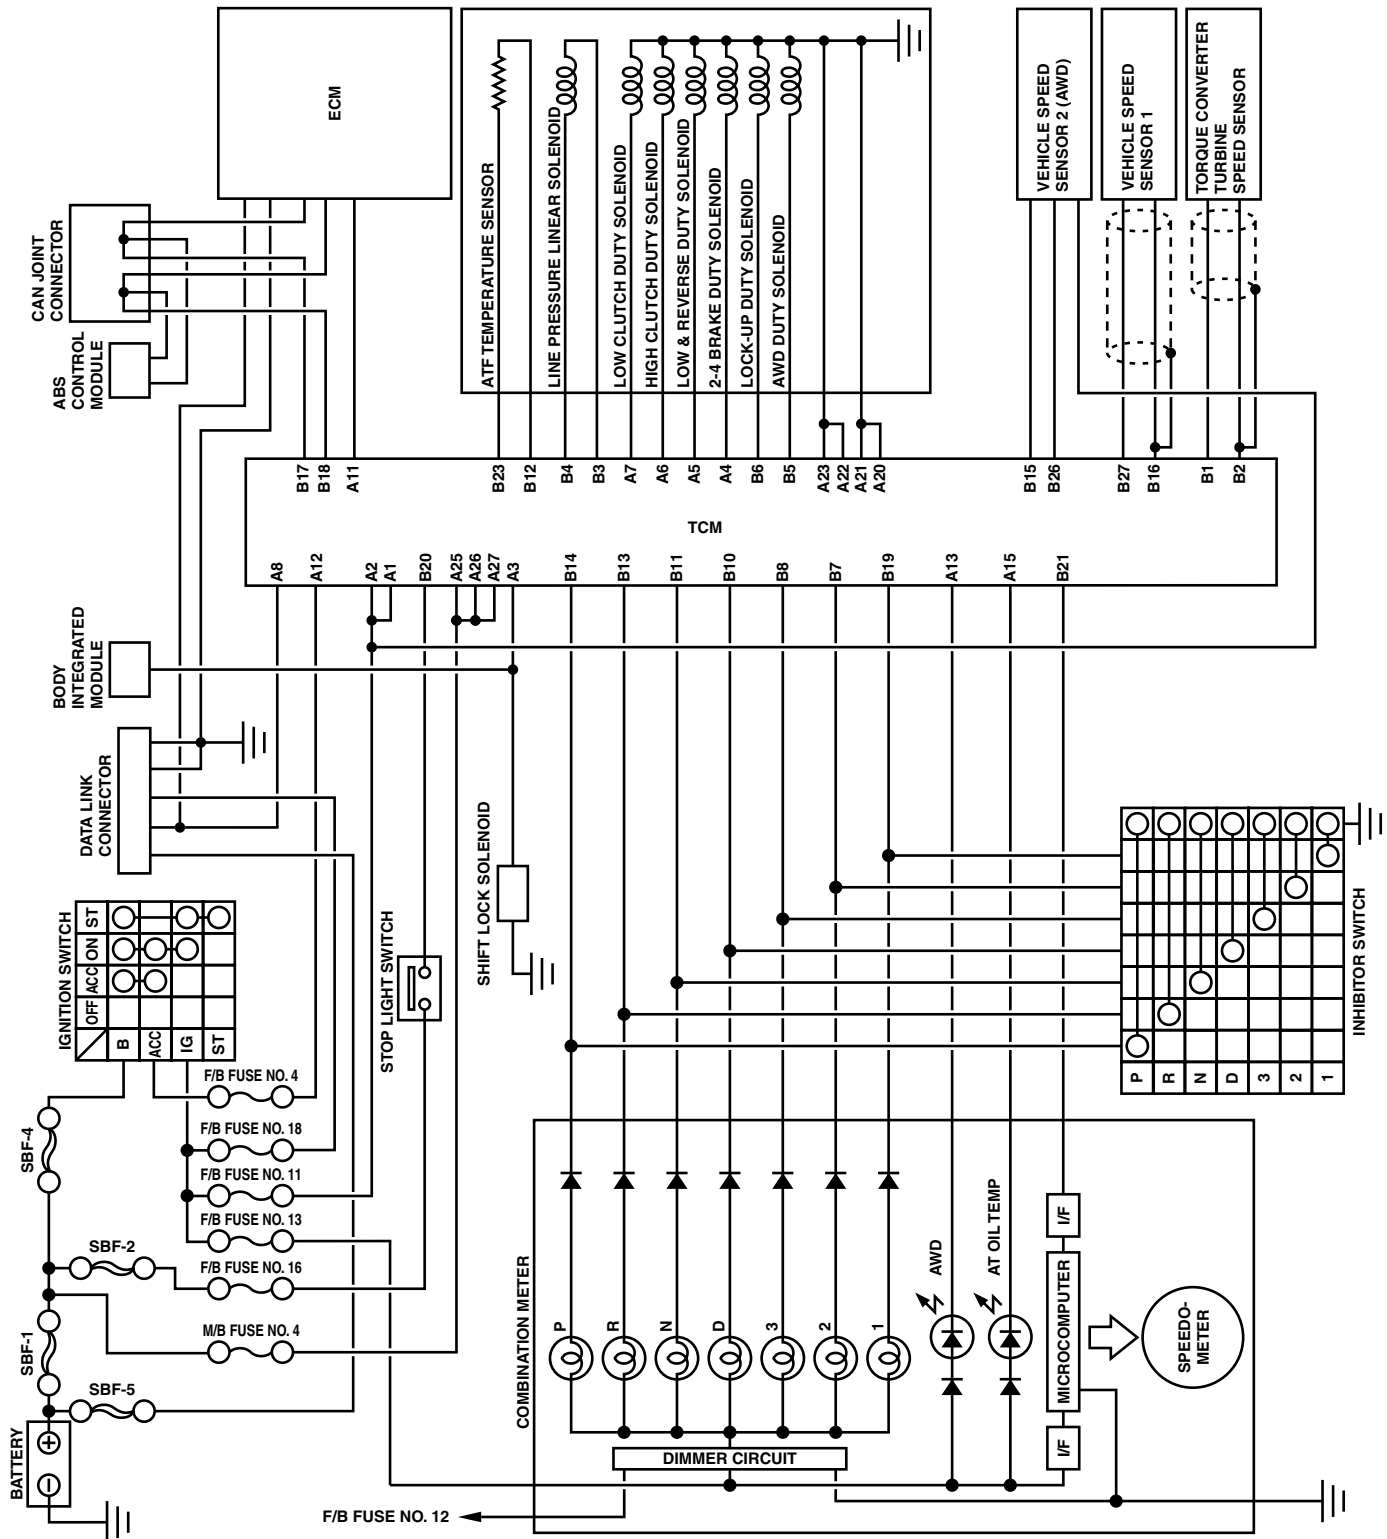 ECM
CAN JOINT
CONNECTOR
ABS
CONTROL
MODULE
ATF TEMPERATURE SENSOR
LINE PRESSURE LINEAR SOLENOID
LOW CLUTCH DUTY SOLENOID
HIGH CLUTCH DUTY SOLENOID
LOW & REVERSE DUTY SOLENOID
2-4 BRAKE DUTY SOLENOID
LOCK-UP DUTY SOLENOID
AWD DUTY SOLENOID
VEHICLE SPEED
SENSOR 2 (AWD)
VEHICLE SPEED
SENSOR 1
TORQUE CONVERTER
TURBINE
SPEED SENSOR
B17
B18
A11
B23
B12
B4
B3
A7
A6
A5
A4
B6
B5
A23
A22
A21
A20
B15
B26
B27
B16
B1
B2
TCM
A8
A12
A2
A1
B20
A25
A26
A27
A3
B14
B13
B11
B10
B8
B7
B19
A13
A15
B21
BODY
INTEGRATED
MODULE
DATA LINK
CONNECTOR
IGNITION SWITCH
OFF
ACC
ON
ST
B
ACC
IG
ST
STOP LIGHT SWITCH
SHIFT LOCK SOLENOID
INHIBITOR SWITCH
P
R
N
D
3
2
1
SBF-4
F/B FUSE NO. 4
F/B FUSE NO. 18
F/B FUSE NO. 11
F/B FUSE NO. 13
SBF-2
F/B FUSE NO. 16
SBF-1
M/B FUSE NO. 4
SBF-5
BATTERY
+
−
COMBINATION METER
P
R
N
D
3
2
1
AWD
AT OIL TEMP
I/F
MICROCOMPUTER
I/F
SPEEDO-
METER
DIMMER CIRCUIT
F/B FUSE NO. 12